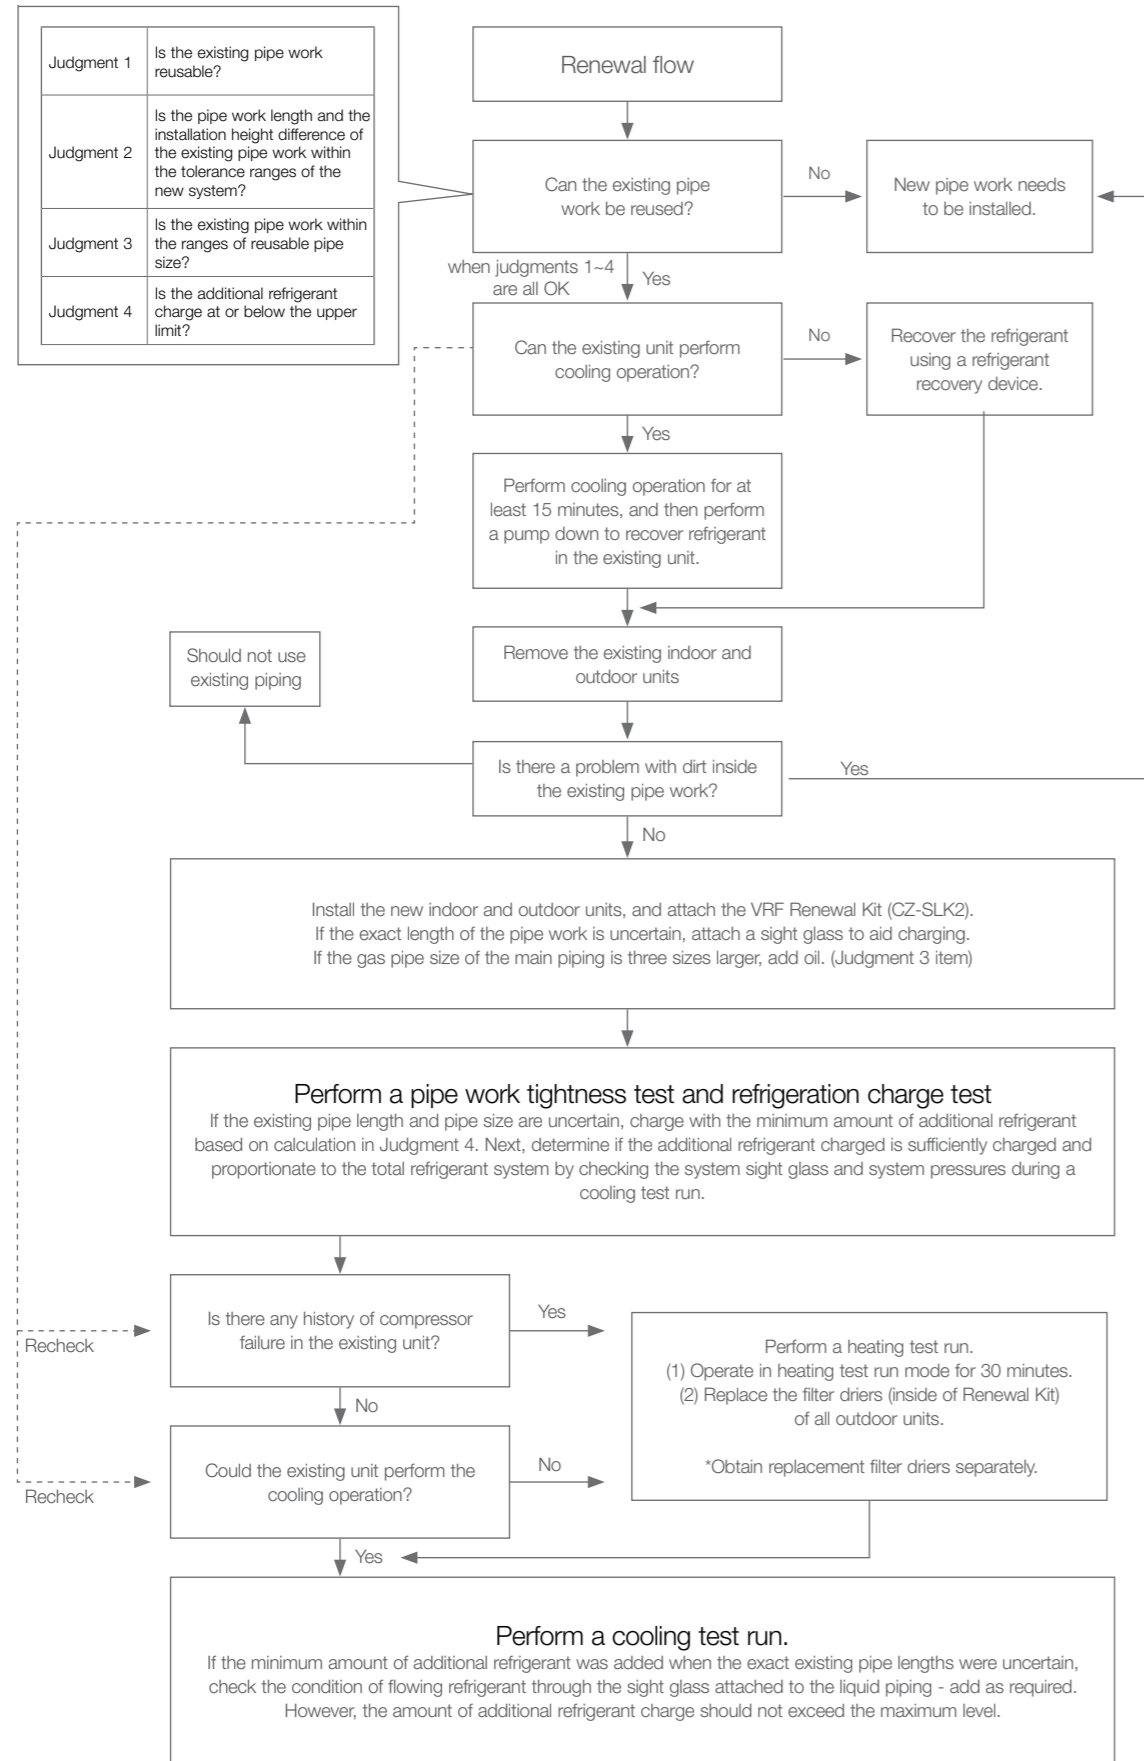 Judgment 1
Is the existing pipe work
reusable?
Judgment 2
Is the pipe work length and the
installation height difference of
the existing pipe work within
the tolerance ranges of the
new system?
Judgment 3
Is the existing pipe work within
the ranges of reusable pipe
size?
Judgment 4
Is the additional refrigerant
charge at or below the upper
limit?
Renewal flow
Can the existing pipe
work be reused?
No
New pipe work needs
to be installed.
when judgments 1~4
are all OK
Yes
Can the existing unit perform
cooling operation?
No
Recover the refrigerant
using a refrigerant
recovery device.
Yes
Perform cooling operation for at
least 15 minutes, and then perform
a pump down to recover refrigerant
in the existing unit.
Remove the existing indoor and
outdoor units
Should not use
existing piping
Is there a problem with dirt inside
the existing pipe work?
Yes
No
Install the new indoor and outdoor units, and attach the VRF Renewal Kit (CZ-SLK2).
If the exact length of the pipe work is uncertain, attach a sight glass to aid charging.
If the gas pipe size of the main piping is three sizes larger, add oil. (Judgment 3 item)
Perform a pipe work tightness test and refrigeration charge test
If the existing pipe length and pipe size are uncertain, charge with the minimum amount of additional refrigerant
based on calculation in Judgment 4. Next, determine if the additional refrigerant charged is sufficiently charged and
proportionate to the total refrigerant system by checking the system sight glass and system pressures during a
cooling test run.
Recheck
Is there any history of compressor
failure in the existing unit?
Yes
No
Perform a heating test run.
(1) Operate in heating test run mode for 30 minutes.
(2) Replace the filter driers (inside of Renewal Kit)
of all outdoor units.
*Obtain replacement filter driers separately.
Recheck
Could the existing unit perform the
cooling operation?
No
Yes
Perform a cooling test run.
If the minimum amount of additional refrigerant was added when the exact existing pipe lengths were uncertain,
check the condition of flowing refrigerant through the sight glass attached to the liquid piping - add as required.
However, the amount of additional refrigerant charge should not exceed the maximum level.